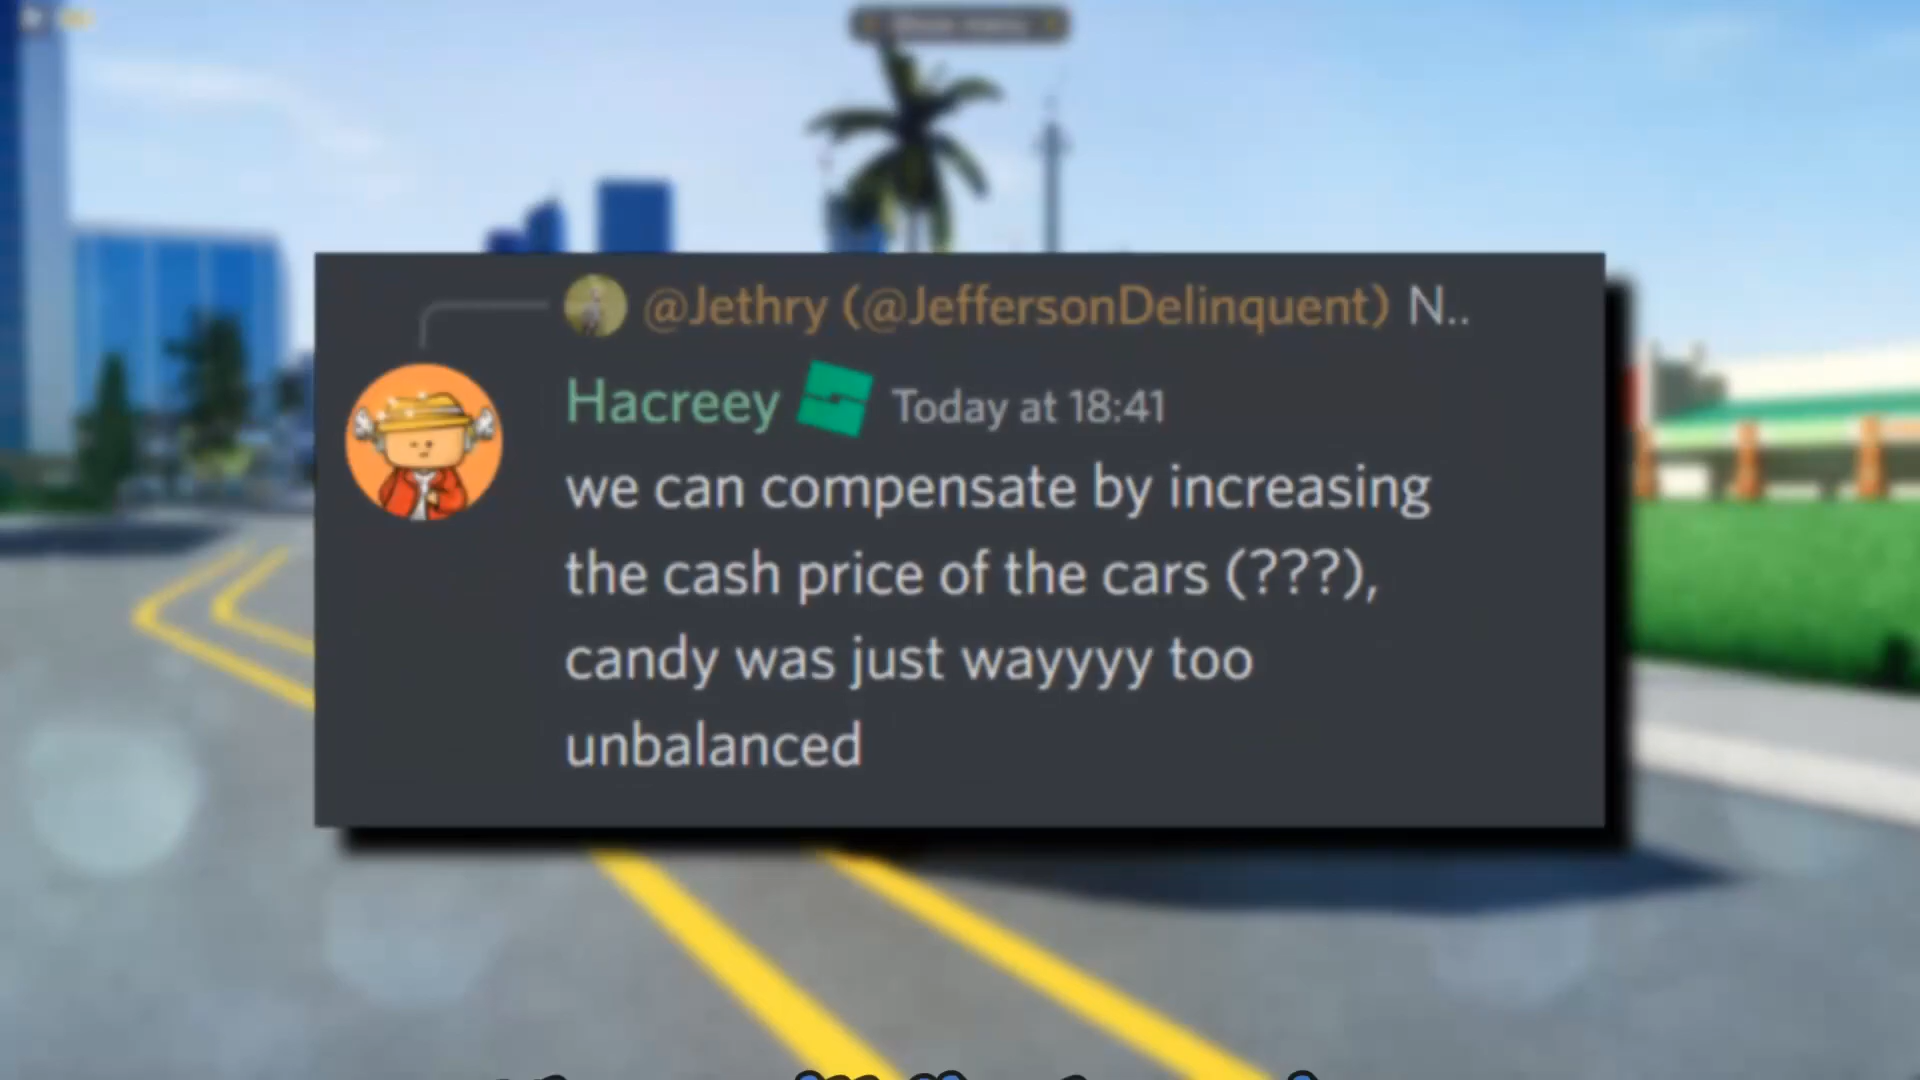 @Jethry (@JeffersonDelinquent) N..
Hacreey Today at 18:41
we can compensate by increasing
the cash price of the cars (???),
candy was just wayyyy too
unbalanced